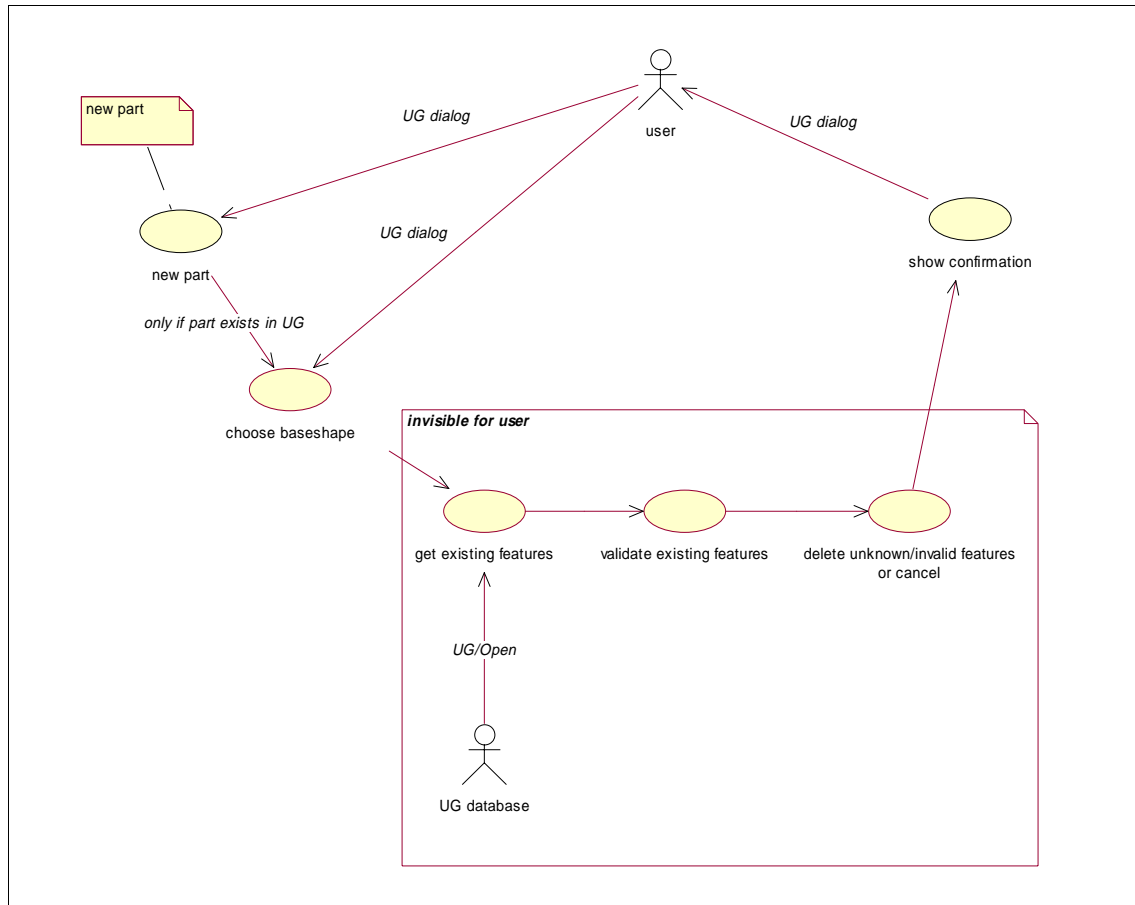 new part
UG dialog
user
UG dialog
UG dialog
new part
show confirmation
only if part exists in UG
choose baseshape
invisible for user
get existing features
validate existing features
delete unknown/invalid features
or cancel
UG/Open
UG database